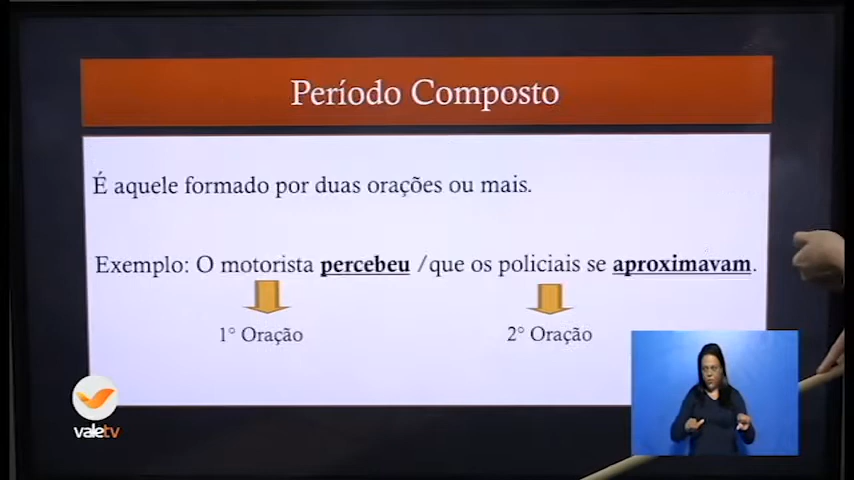 Período Composto
É aquele formado por duas orações ou mais.
Exemplo: O motorista percebeu /que os policiais se aproximavam.
1° Oração
2° Oração
valetv